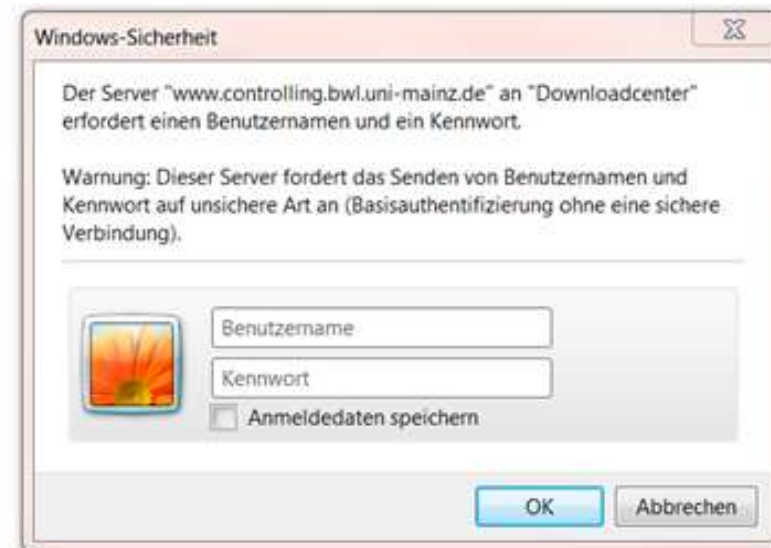 Windows-Sicherheit
Der Server "www.controlling.bwl.uni-mainz.de" an "Downloadcenter"
erfordert einen Benutzernamen und ein Kennwort.
Warnung: Dieser Server fordert das Senden von Benutzernamen und
Kennwort auf unsichere Art an (Basisauthentifizierung ohne eine sichere
Verbindung).
Benutzername
Kennwort
Anmeldedaten speichern
OK
Abbrechen